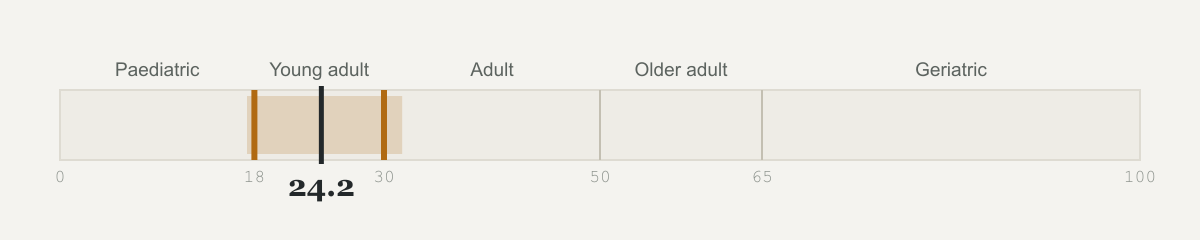 Paediatric Young adult Adult Older adult Geriatric
0 18 30 50 65 100
24.2